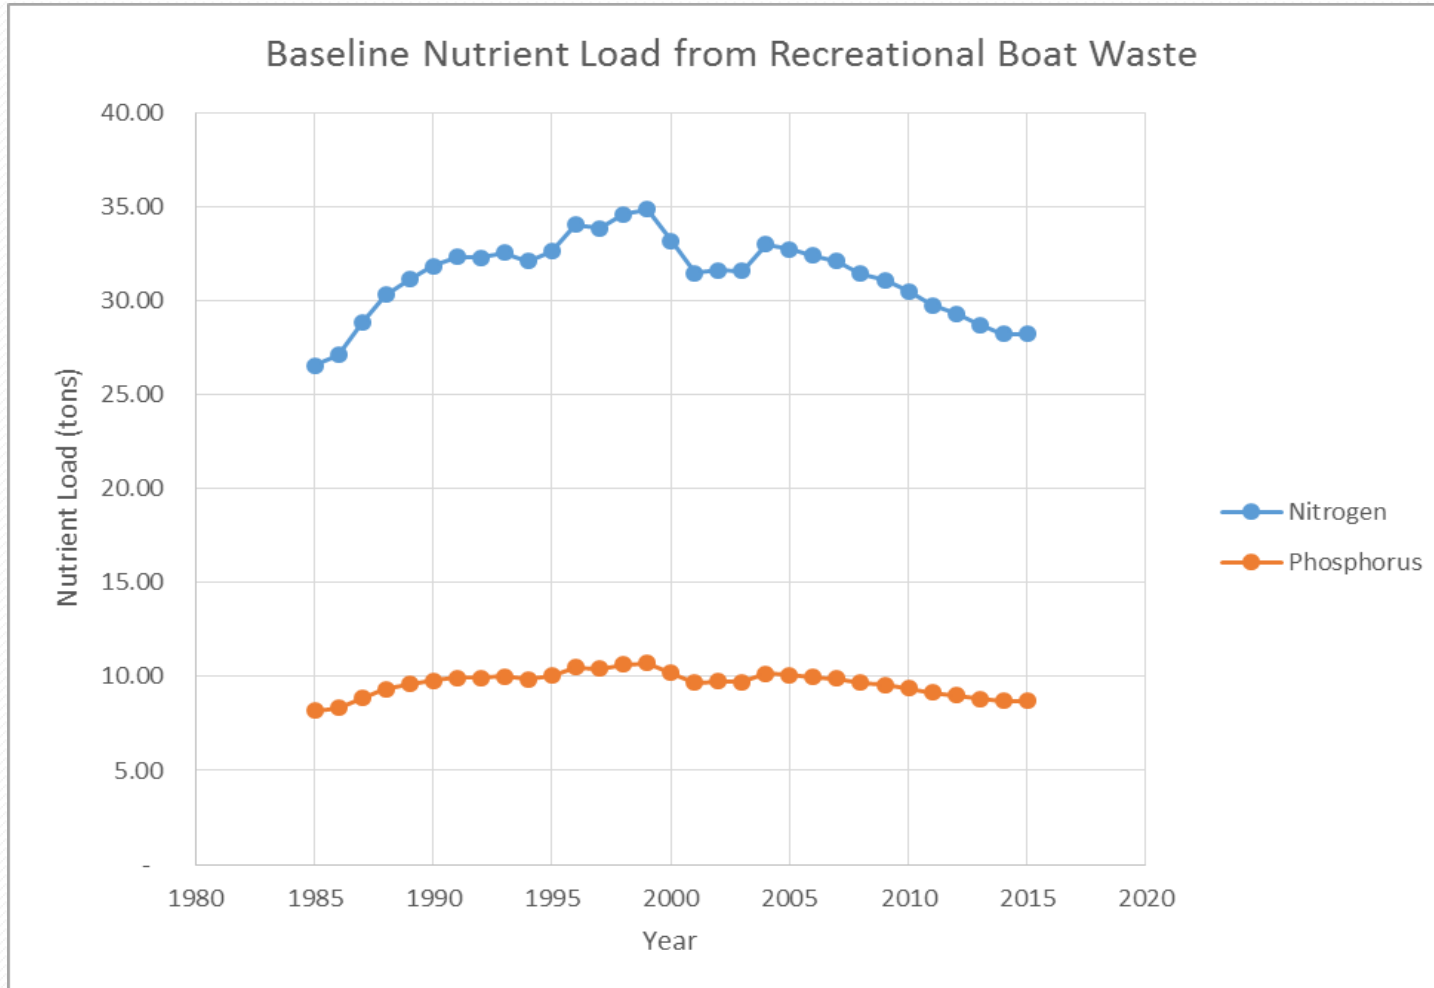 Baseline Nutrient Load from Recreational Boat Waste
40.00
35.00
30.00
25.00
20.00
15.00
10.00
5.00
-
Nutrient Load (tons)
1980 1985 1990 1995 2000 2005 2010 2015 2020
Year
Nitrogen
Phosphorus